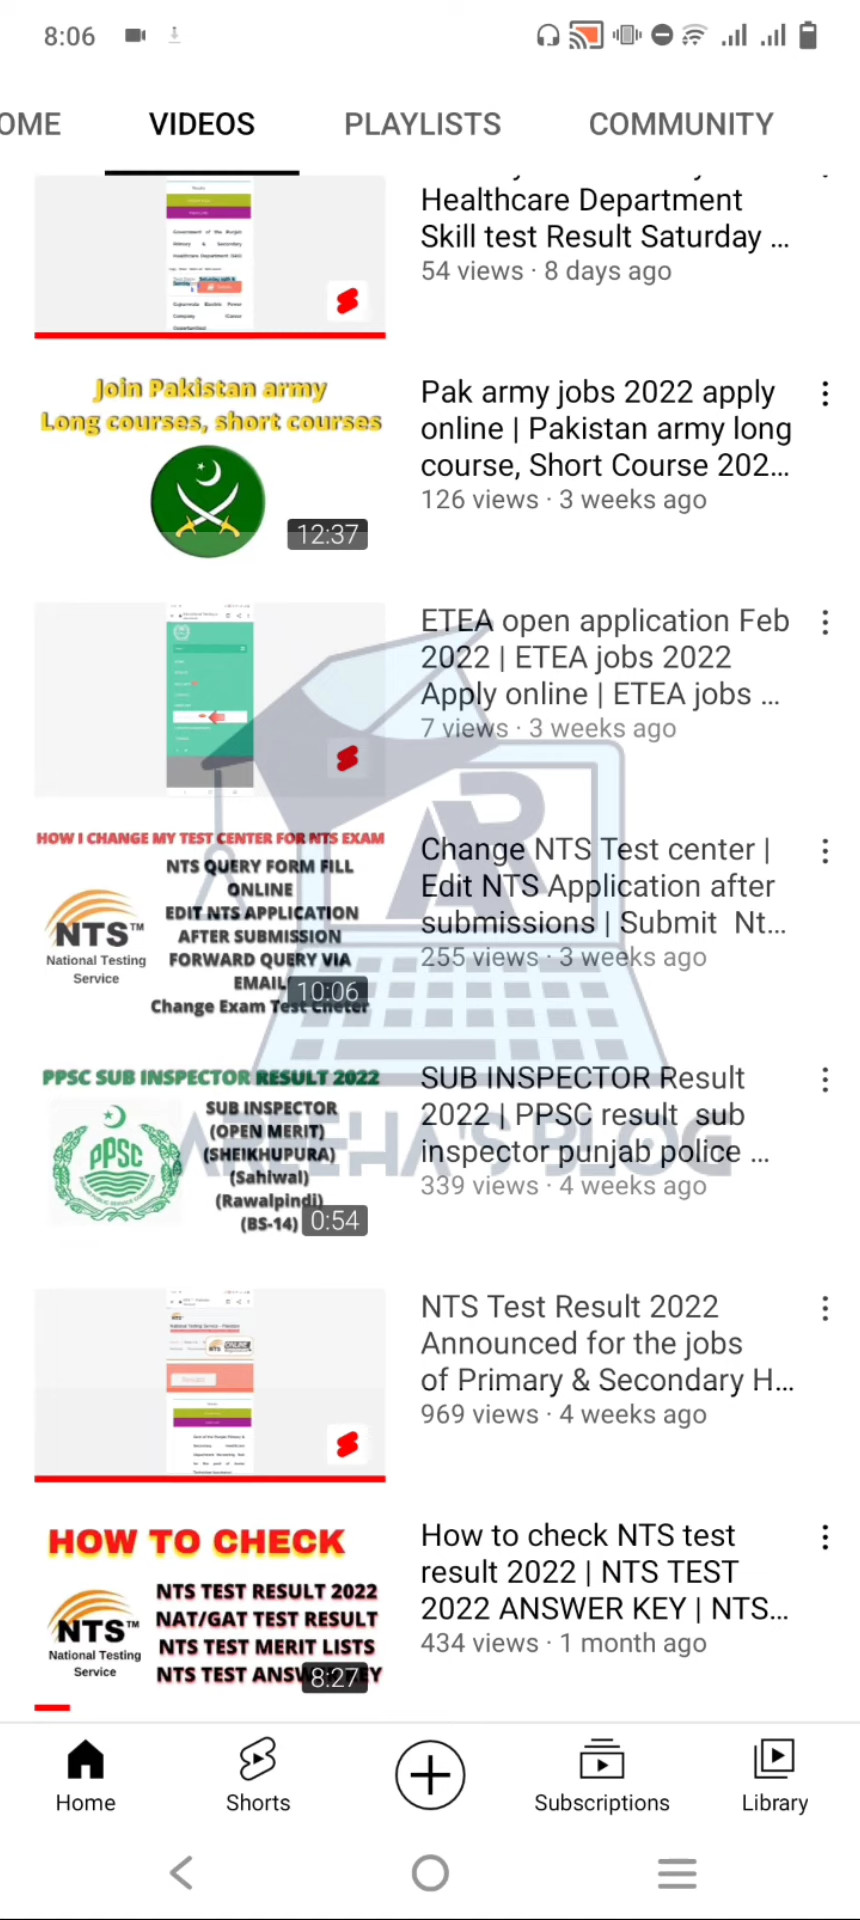 8:06
OME
VIDEOS
PLAYLISTS
COMMUNITY
Healthcare Department
Skill test Result Saturday ...
54 views · 8 days ago
Join Pakistan army
Long courses, short courses
12:37
Pak army jobs 2022 apply
online | Pakistan army long
course, Short Course 202...
126 views · 3 weeks ago
ETEA open application Feb
2022 | ETEA jobs 2022
Apply online | ETEA jobs ...
7 views · 3 weeks ago
HOW I CHANGE MY TEST CENTER FOR NTS EXAM
NTS QUERY FORM FILL
ONLINE
EDIT NTS APPLICATION
AFTER SUBMISSION
FORWARD QUERY VIA
EMAIL
Change Exam Test Cneter
NTS™
National Testing
Service
10:06
Change NTS Test center |
Edit NTS Application after
submissions | Submit Nt...
255 views · 3 weeks ago
AR
AREEHA'S BLOG
PPSC SUB INSPECTOR RESULT 2022
PPSC
SUB INSPECTOR
(OPEN MERIT)
(SHEIKHUPURA)
(Sahiwal)
(Rawalpindi)
(BS-14)
0:54
SUB INSPECTOR Result
2022 | PPSC result sub
inspector punjab police ...
339 views · 4 weeks ago
NTS Test Result 2022
Announced for the jobs
of Primary & Secondary H...
969 views · 4 weeks ago
HOW TO CHECK
NTS™
National Testing
Service
NTS TEST RESULT 2022
NAT/GAT TEST RESULT
NTS TEST MERIT LISTS
NTS TEST ANSW EY
8:27
How to check NTS test
result 2022 | NTS TEST
2022 ANSWER KEY | NTS...
434 views · 1 month ago
Home
Shorts
Subscriptions
Library